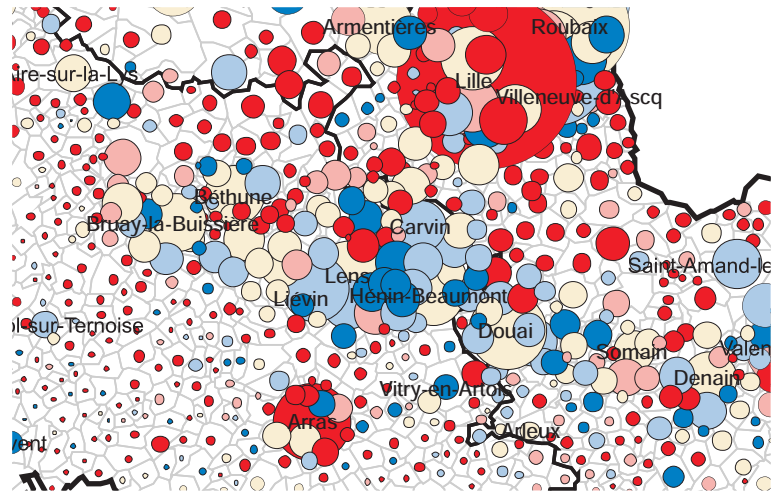 Armentières
Roubaix
Aire-sur-la-Lys
Lille
Villeneuve-d'Ascq
Béthune
Bruay-la-Buissière
Carvin
Saint-Amand-le
Lens
Liévin
Hénin-Beaumont
ol-sur-Ternoise
Douai
Somain
Valen
Denain
Vitry-en-Artois
Arras
Arleux
vent